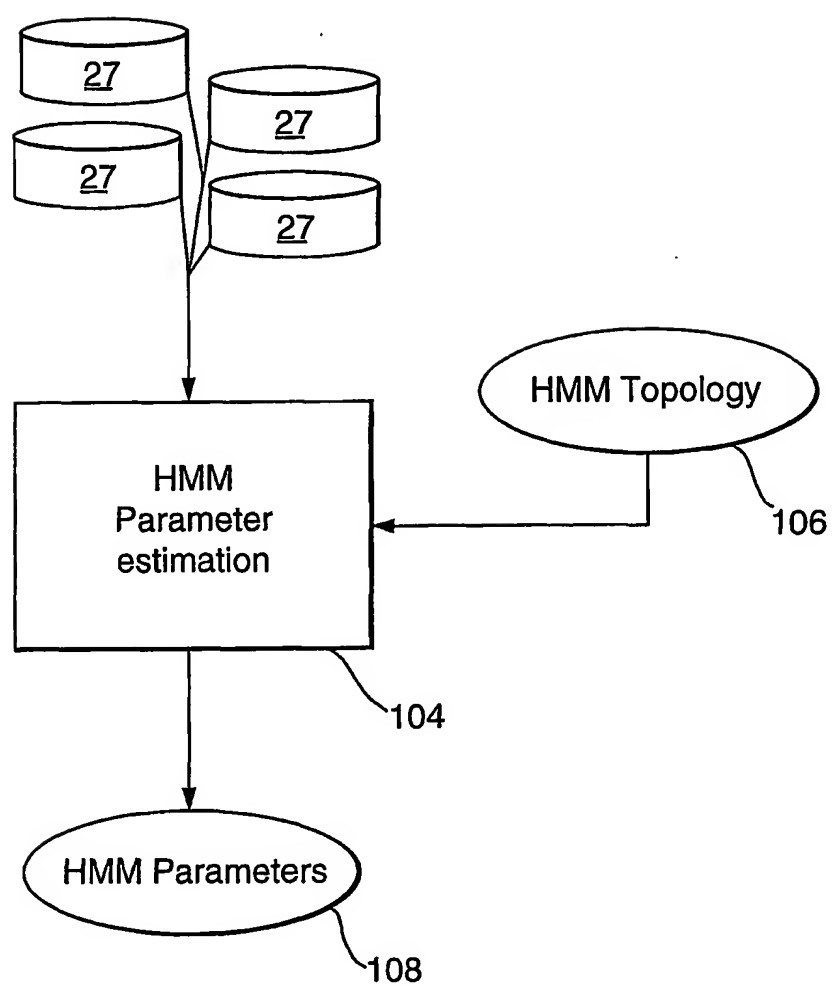 27
27
27
27
HMM Topology
106
HMM
Parameter
estimation
104
HMM Parameters
108